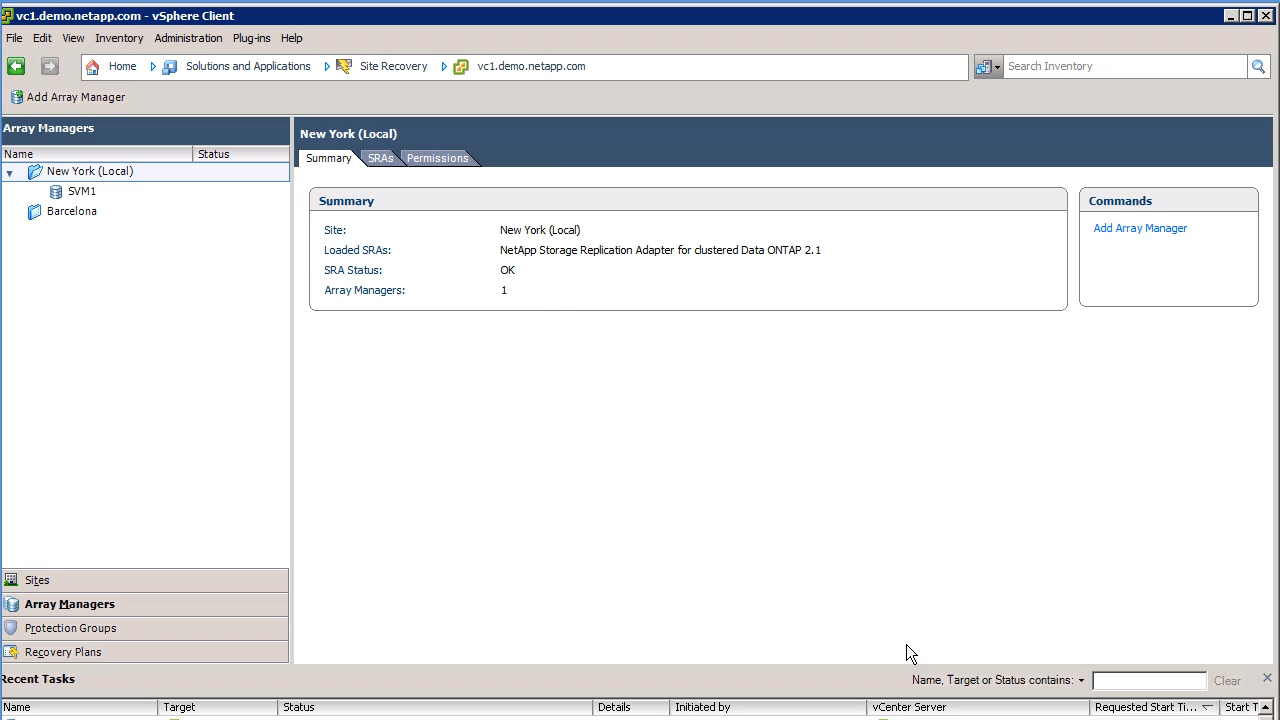 vc1.demo.netapp.com - vSphere Client
File Edit View Inventory Administration Plug-ins Help
Home Solutions and Applications Site Recovery vc1.demo.netapp.com Search Inventory
Add Array Manager
Array Managers
Name Status
New York (Local)
SVM1
Barcelona
Sites
Array Managers
Protection Groups
Recovery Plans
New York (Local)
Summary SRAs Permissions
Summary
Site: New York (Local)
Loaded SRAs: NetApp Storage Replication Adapter for clustered Data ONTAP 2.1
SRA Status: OK
Array Managers: 1
Commands
Add Array Manager
Recent Tasks Name, Target or Status contains: Clear
Name Target Status Details Initiated by vCenter Server Requested Start Ti... Start T